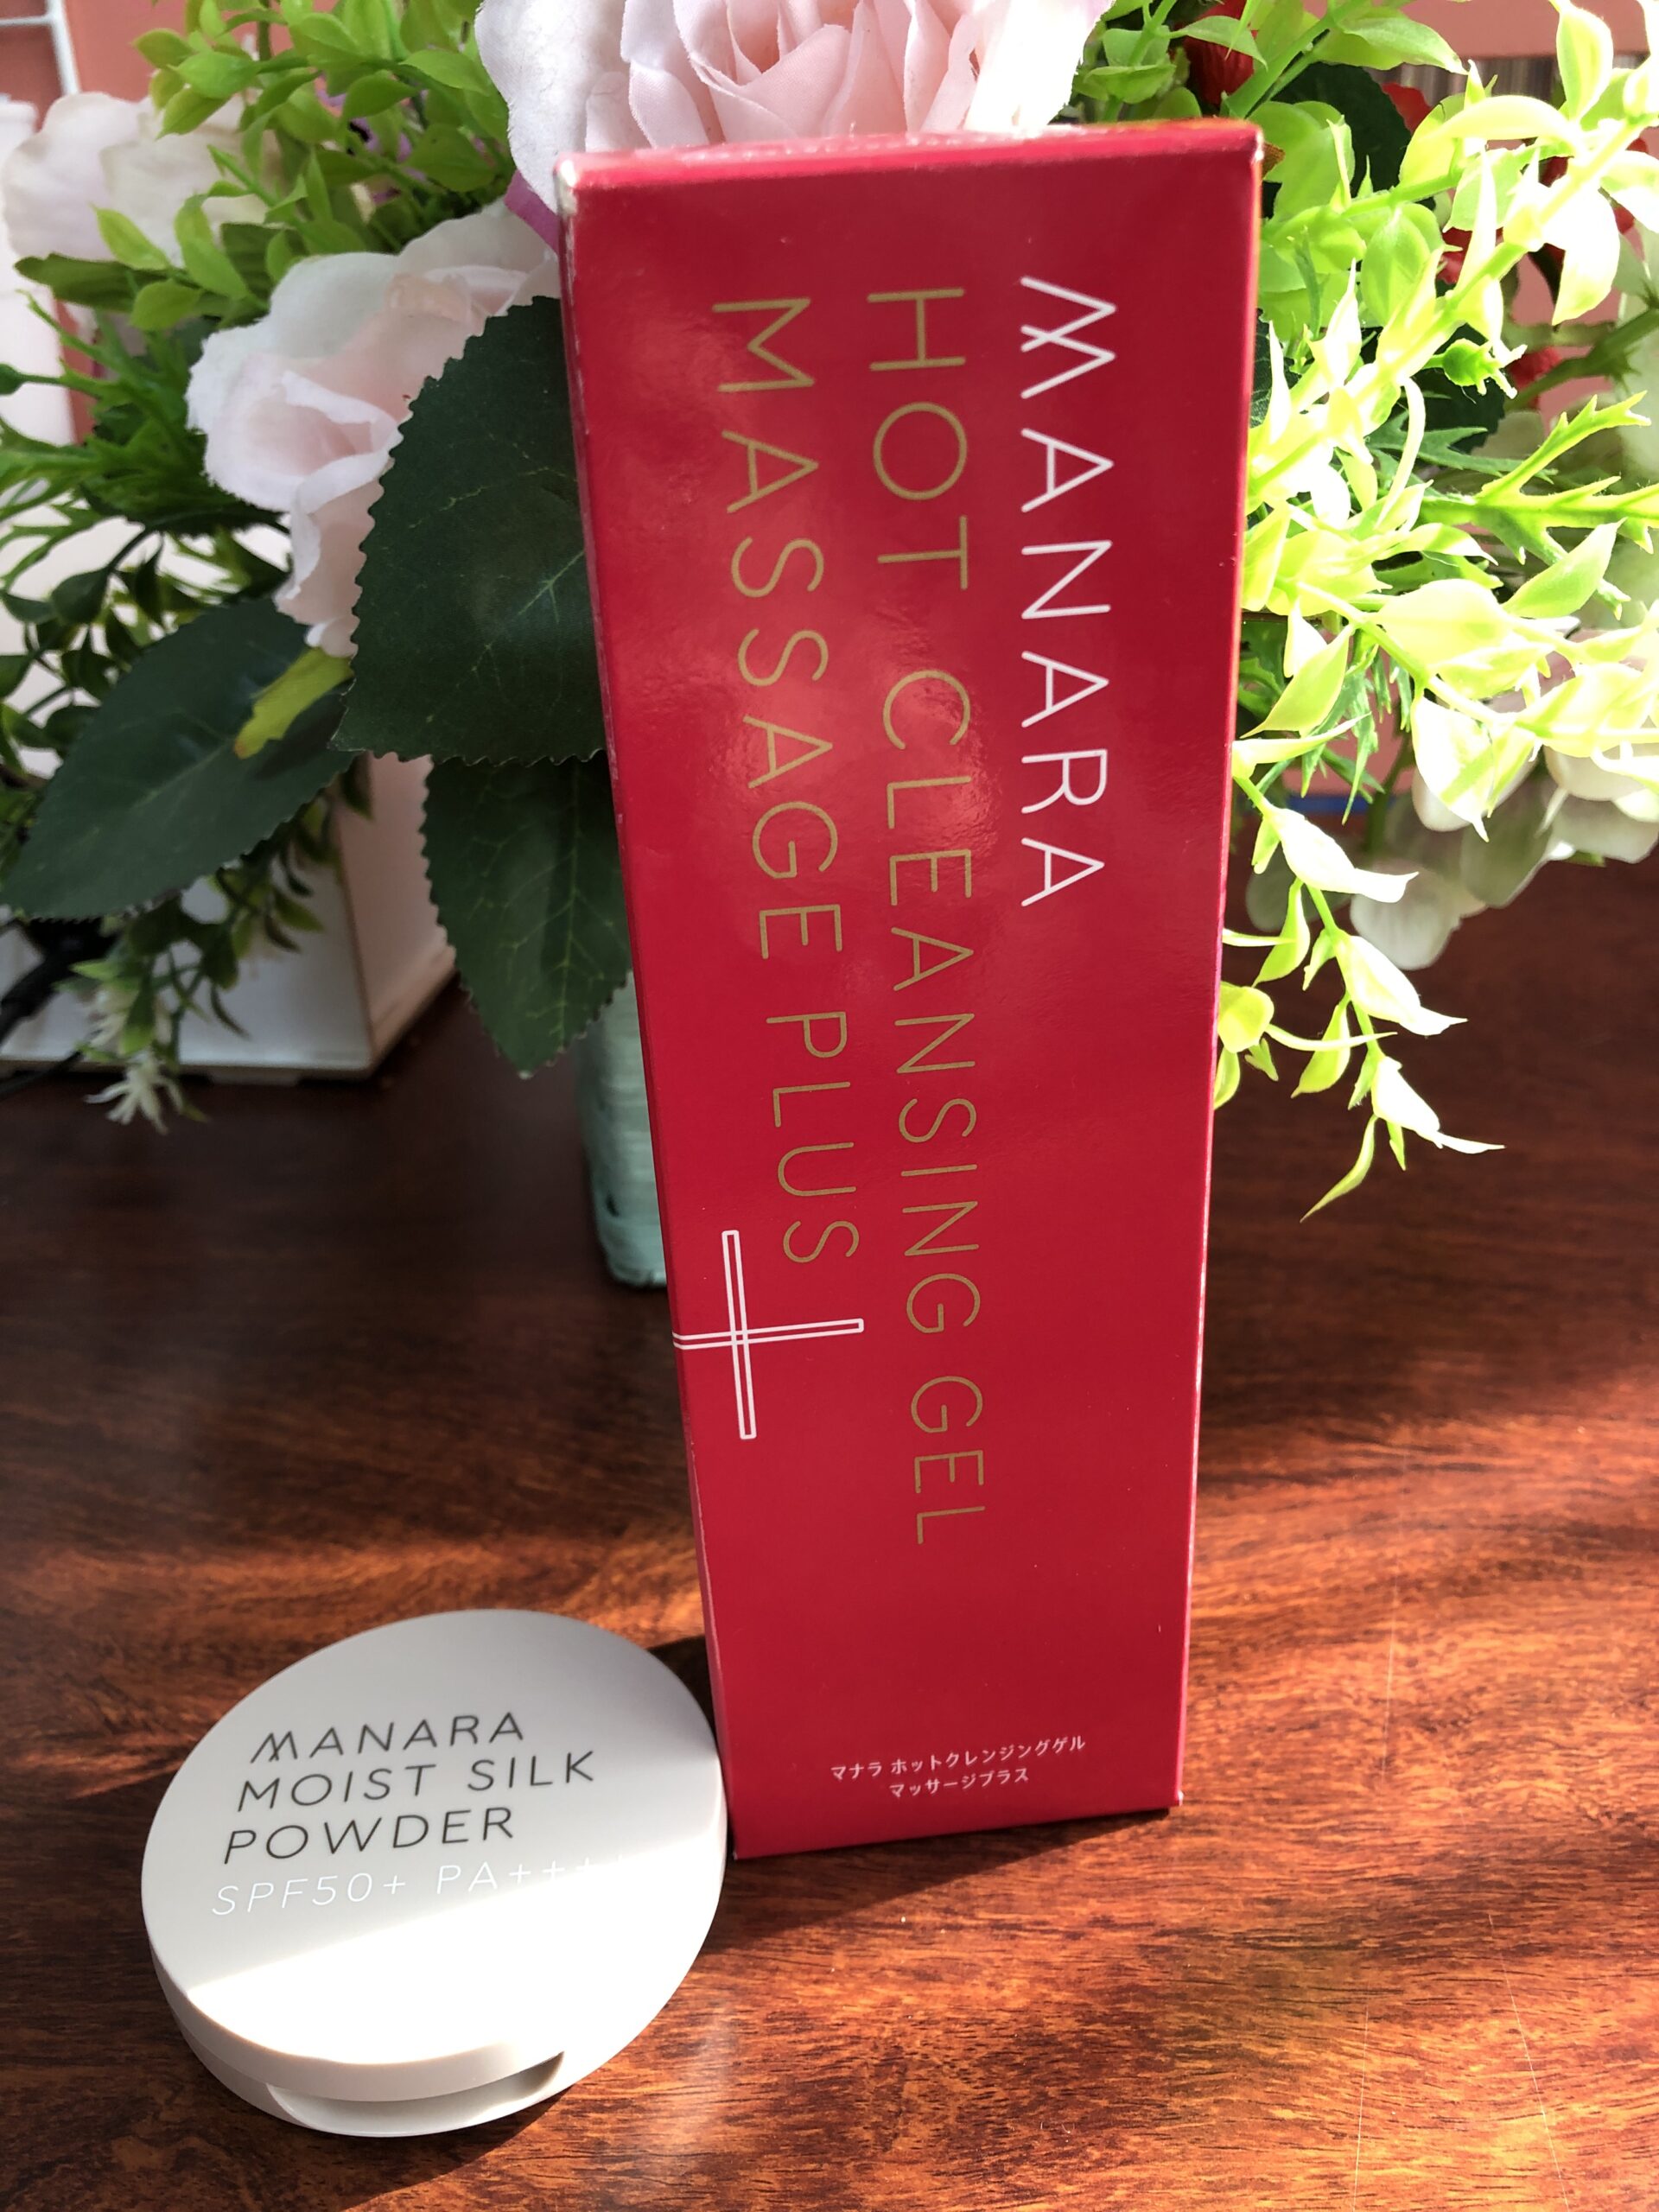 MANARA
HOT CLEANSING GEL
MASSAGE PLUS
マナラ ホットクレンジングゲル
マッサージプラス
MANARA
MOIST SILK
POWDER
SPF50+ PA++++